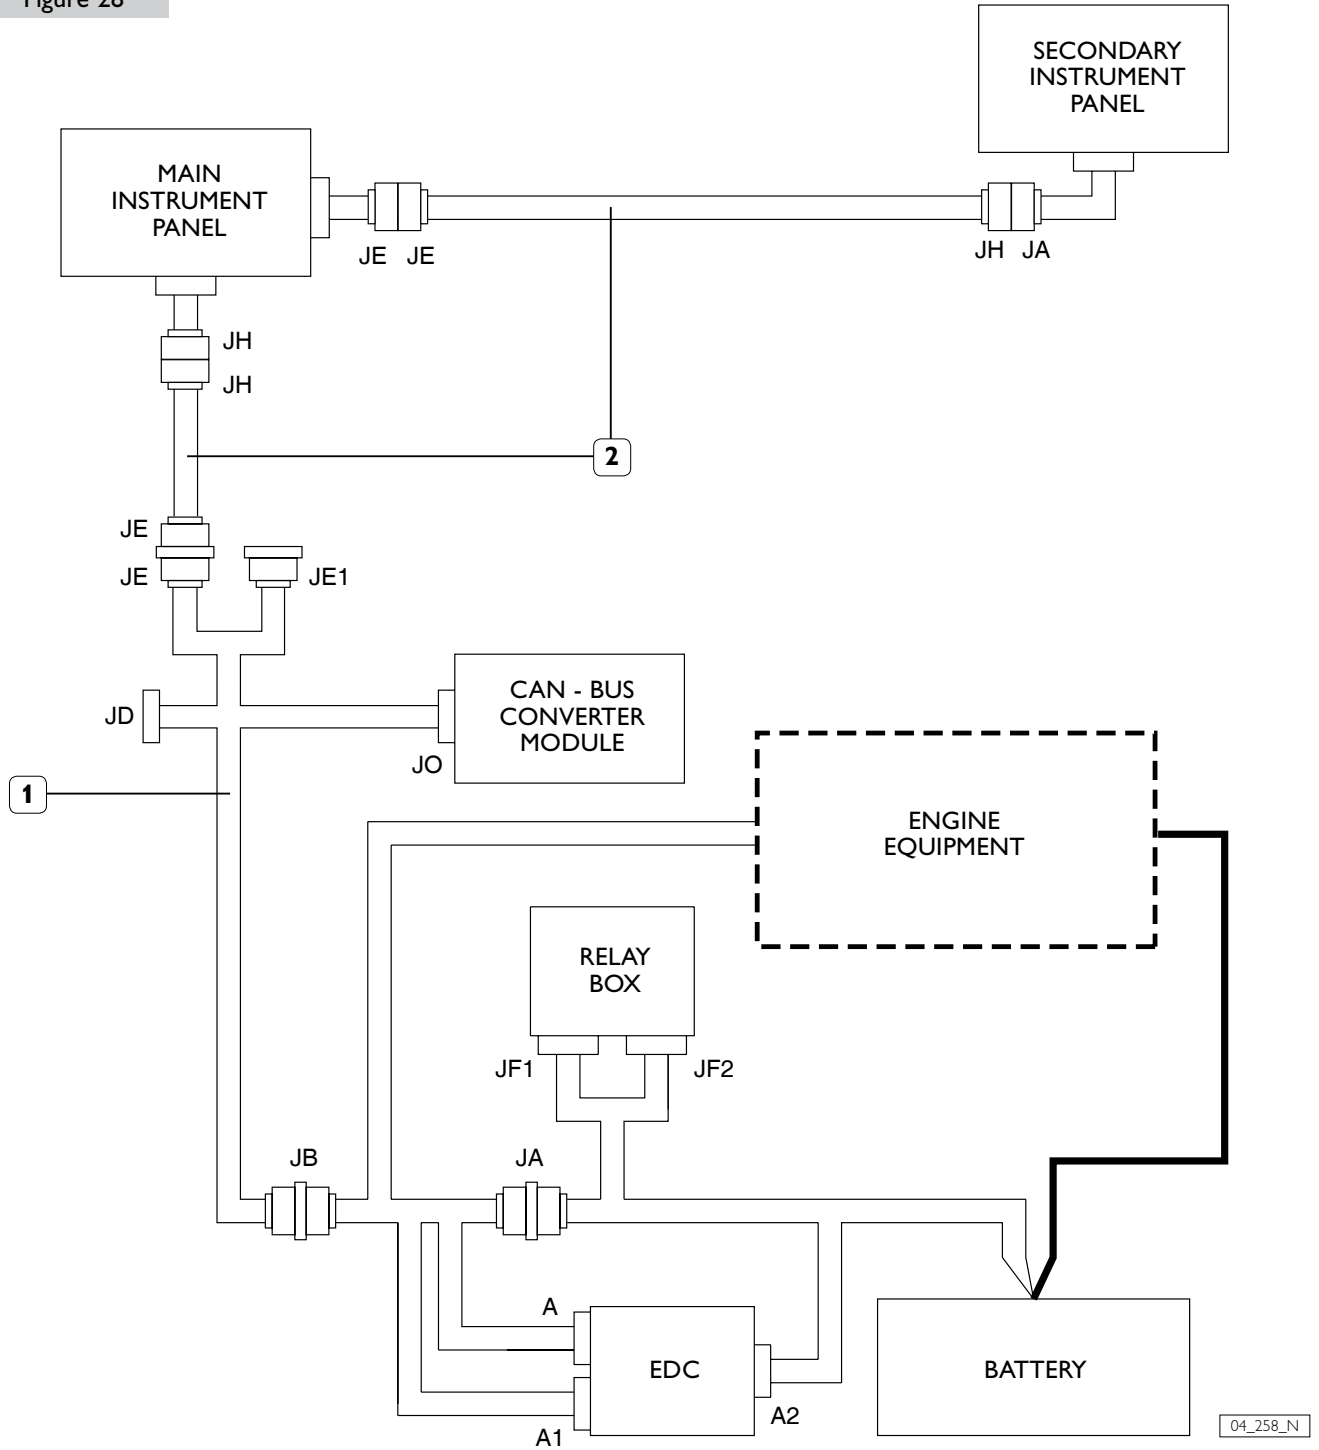 Figure 28
SECONDARY
INSTRUMENT
PANEL
MAIN
INSTRUMENT
PANEL
JE JE
JH JA
JH
JH
2
JE
JE
JE1
JD
CAN - BUS
CONVERTER
MODULE
JO
1
ENGINE
EQUIPMENT
RELAY
BOX
JF1
JF2
JB
JA
A
EDC
BATTERY
A2
A1
04_258_N